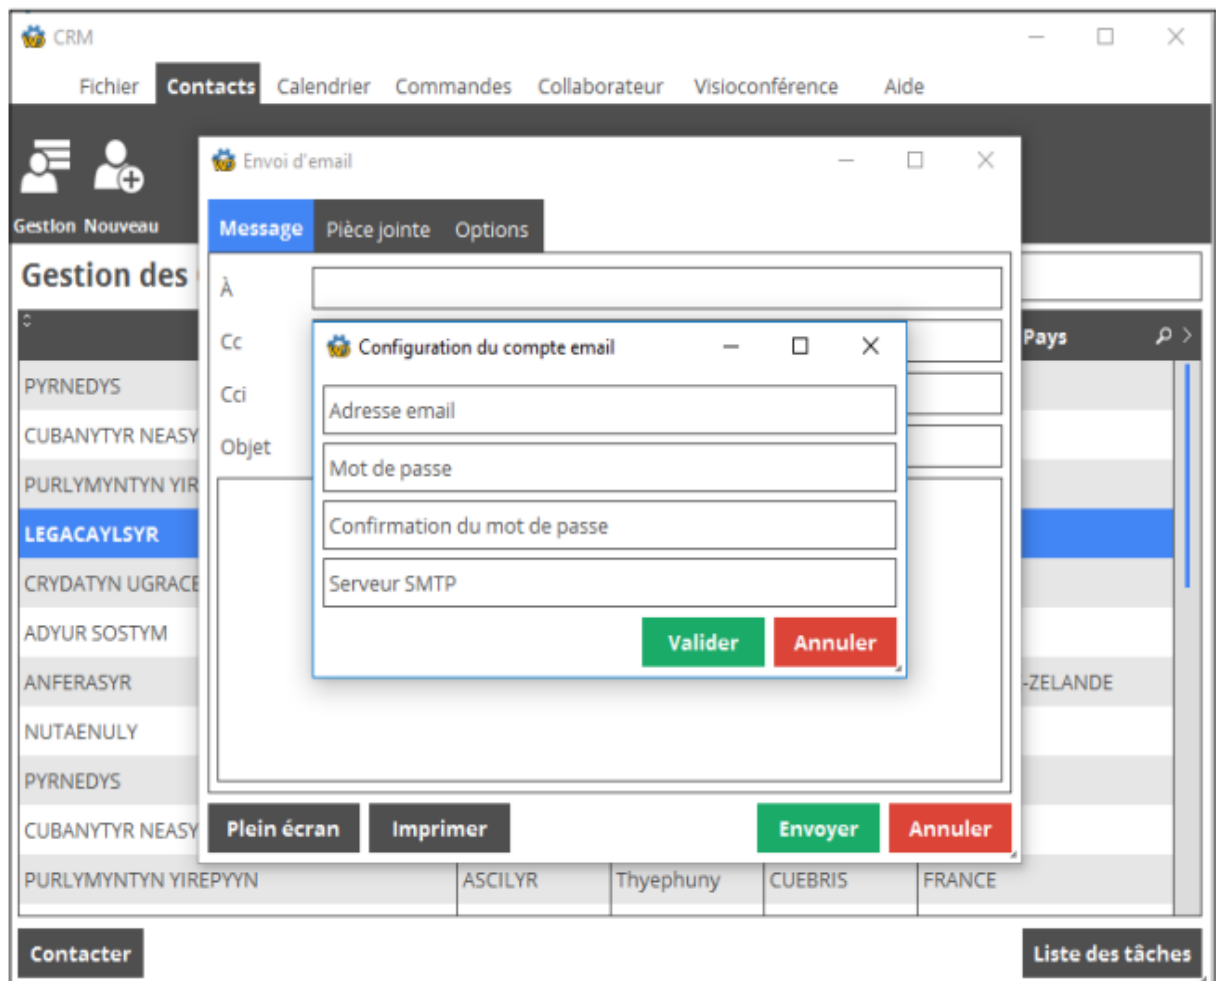 CRM
Fichier Contacts Calendrier Commandes Collaborateur Visioconférence Aide
Gestion Nouveau
Envoi d'email
Message Pièce jointe Options
Gestion des
À
Cc
Cci
Objet
Configuration du compte email
Adresse email
Mot de passe
Confirmation du mot de passe
Serveur SMTP
Valider Annuler
Pays
PYRNEDYS
CUBANYTYR NEASY
PURLYMYNTYN YIR
LEGACAYLSYR
CRYDATYN UGRACE
ADYUR SOSTYM
ANFERASYR -ZELANDE
NUTAENULY
PYRNEDYS
CUBANYTYR NEASY
Plein écran Imprimer Envoyer Annuler
PURLYMYNTYN YIREPYYN ASCILYR Thyephuny CUEBRIS FRANCE
Contacter Liste des tâches